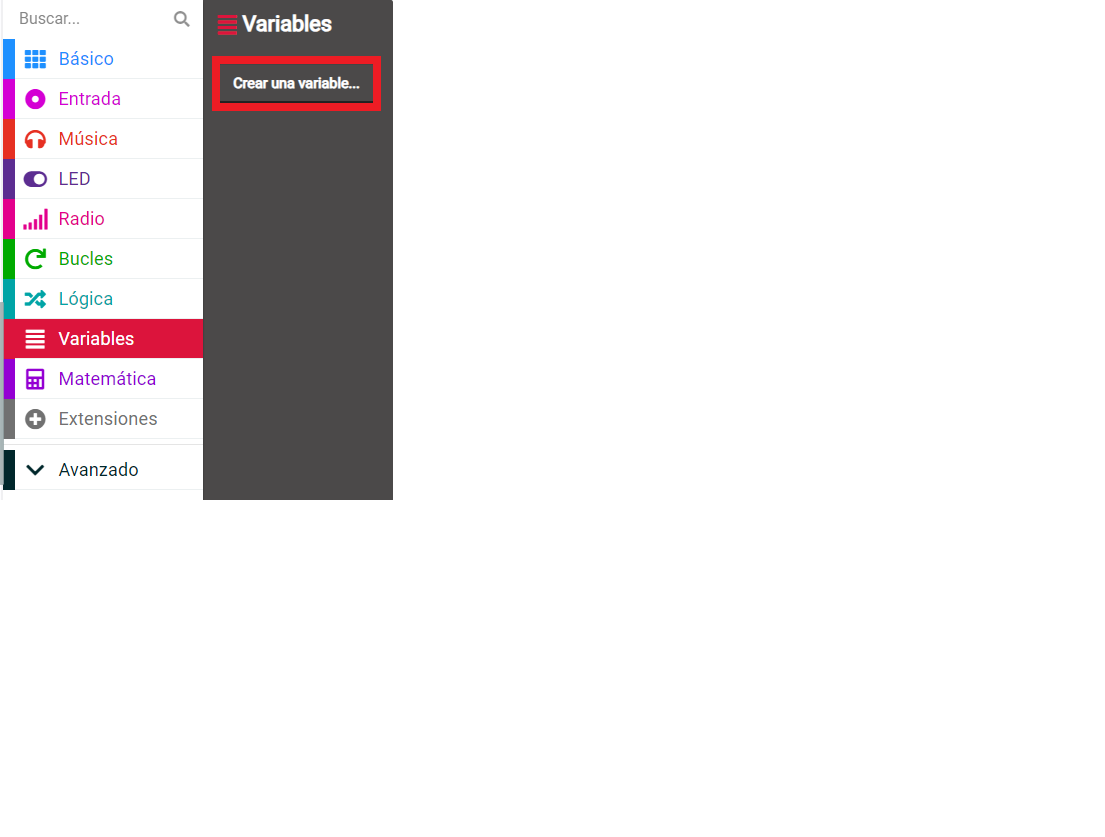 Buscar...
Básico
Entrada
Música
LED
Radio
Bucles
Lógica
Variables
Matemática
Extensiones
Avanzado
Variables
Crear una variable...